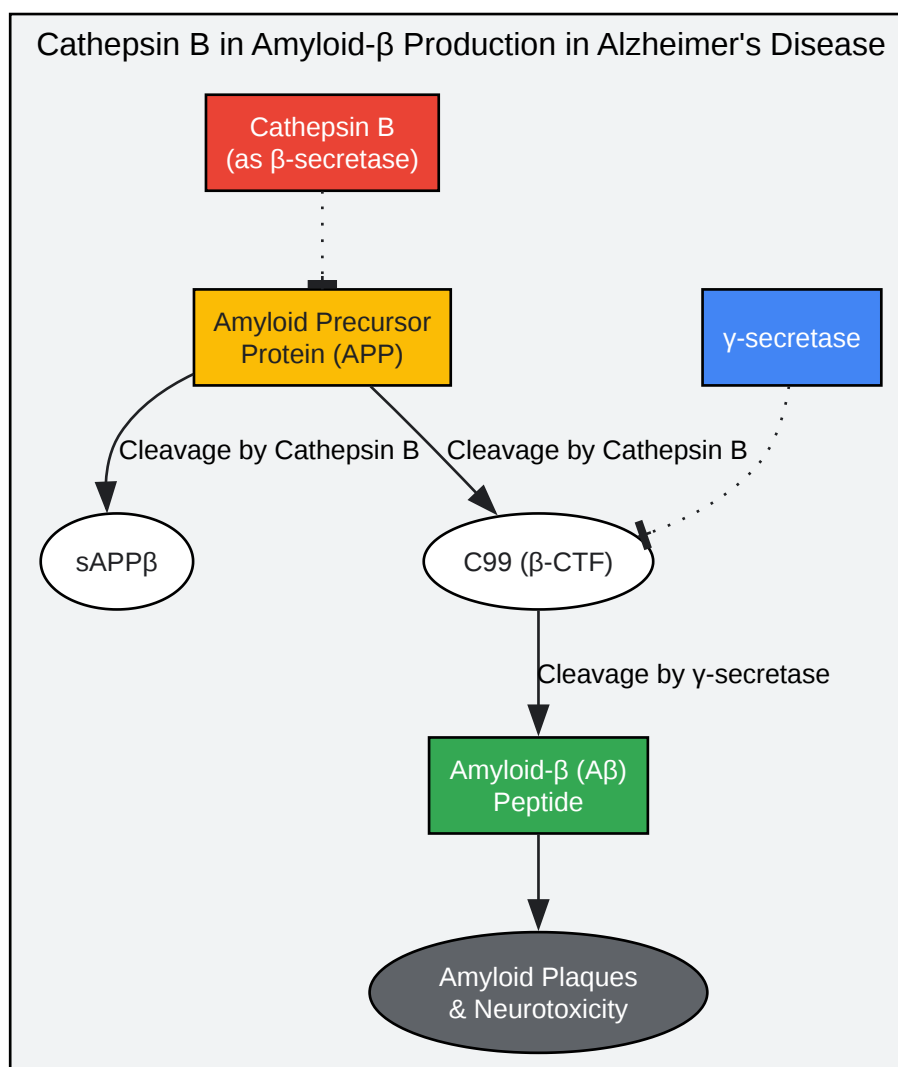 Cathepsin B in Amyloid-β Production in Alzheimer's Disease
Cathepsin B
(as β-secretase)
Amyloid Precursor
Protein (APP)
γ-secretase
Cleavage by Cathepsin B
Cleavage by Cathepsin B
sAPPβ
C99 (β-CTF)
Cleavage by γ-secretase
Amyloid-β (Aβ)
Peptide
Amyloid Plaques
& Neurotoxicity